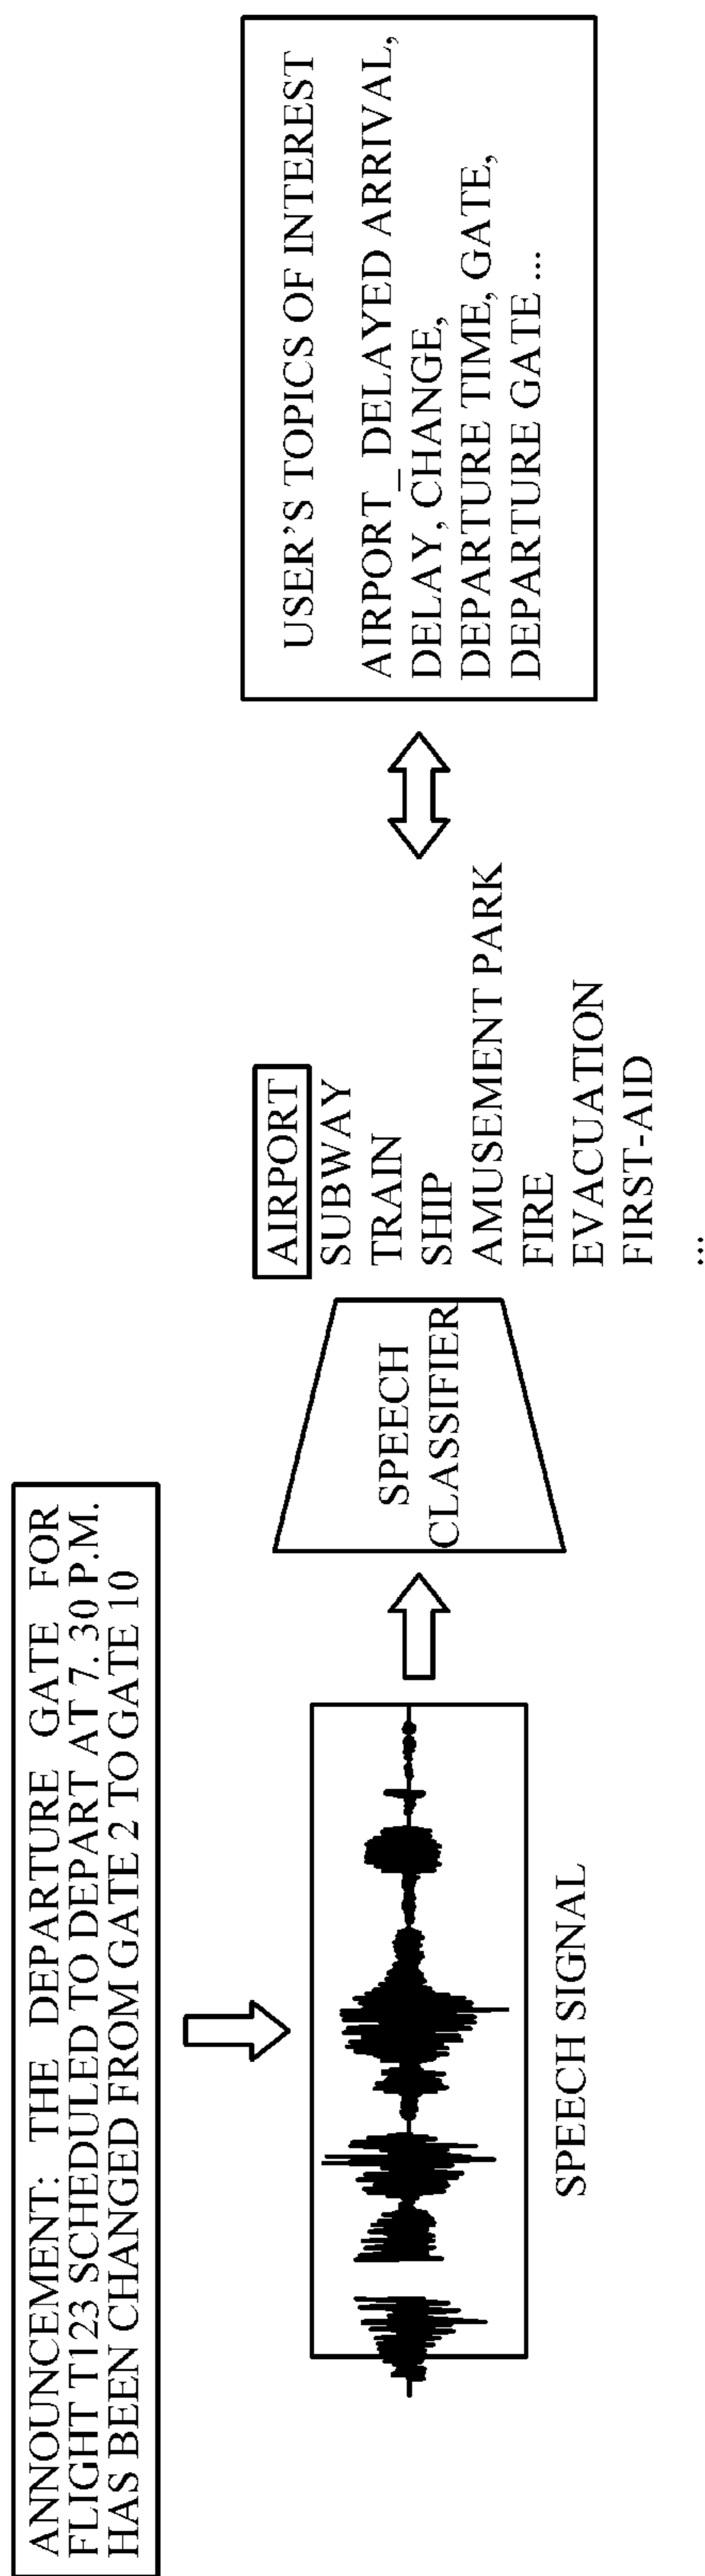 ANNOUNCEMENT: THE DEPARTURE GATE FOR
FLIGHT T123 SCHEDULED TO DEPART AT 7. 30 P.M.
HAS BEEN CHANGED FROM GATE 2 TO GATE 10
SPEECH SIGNAL
SPEECH
CLASSIFIER
AIRPORT
SUBWAY
TRAIN
SHIP
AMUSEMENT PARK
FIRE
EVACUATION
FIRST-AID
...
USER'S TOPICS OF INTEREST
AIRPORT_DELAYED ARRIVAL,
DELAY, CHANGE,
DEPARTURE TIME, GATE,
DEPARTURE GATE ...